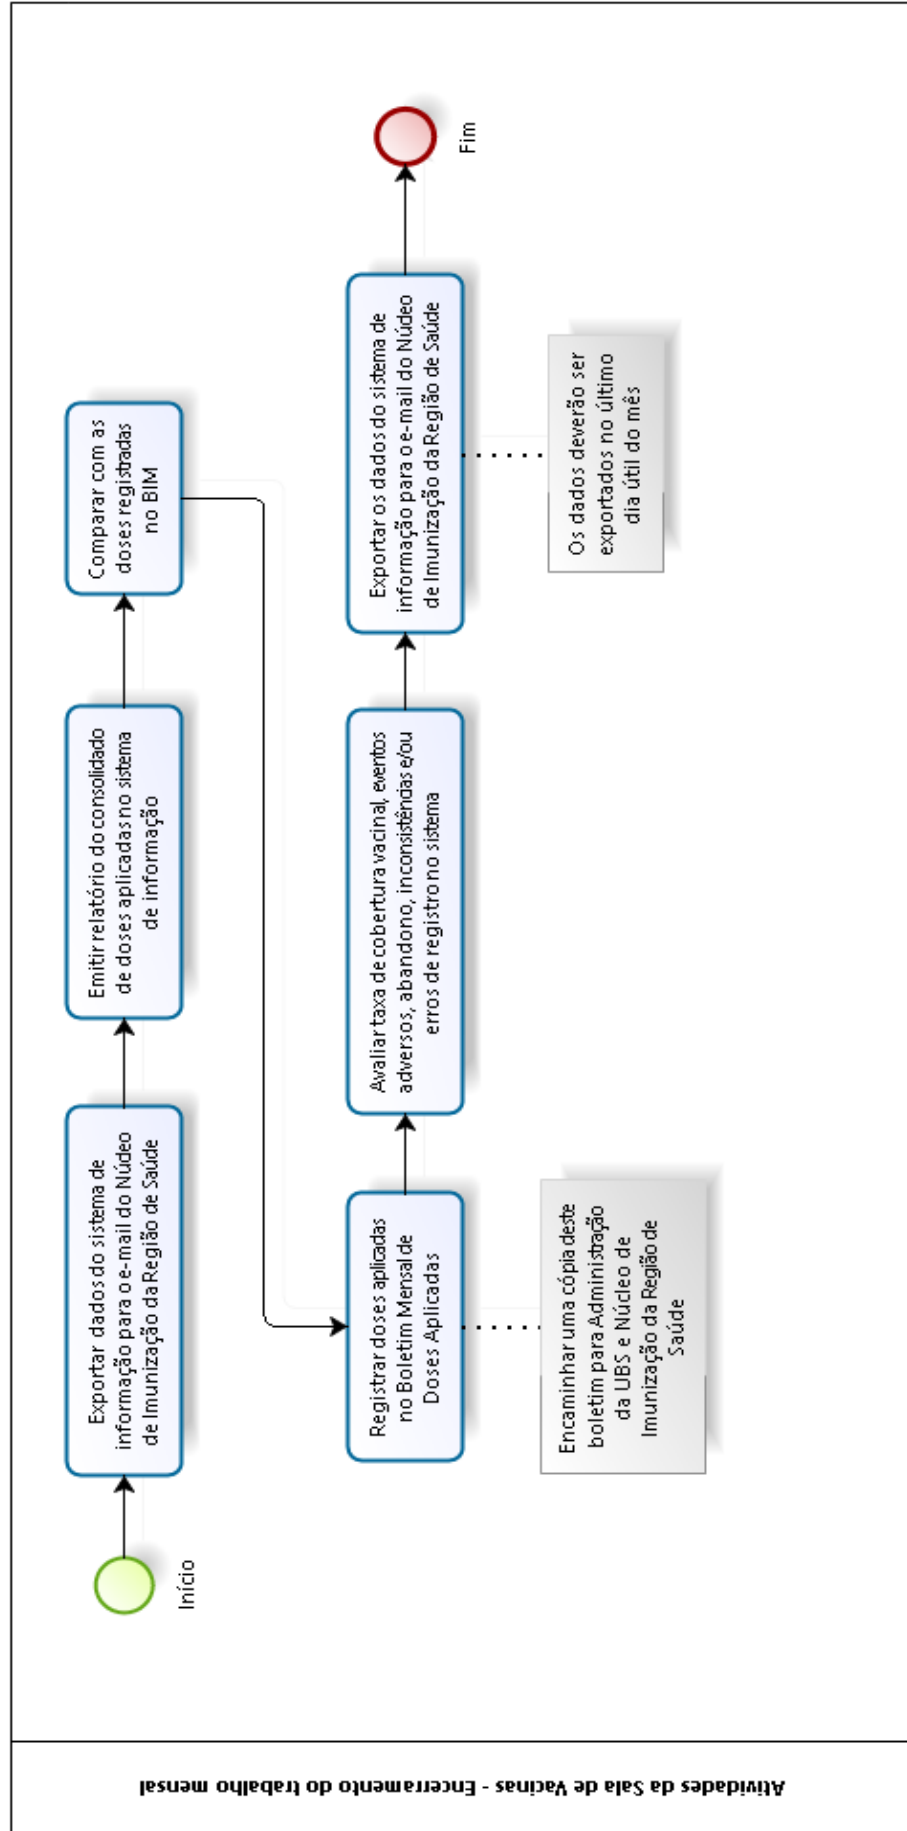 Atividades da Sala de Vacinas - Encerramento do trabalho mensal
Início
Exportar dados do sistema de
informação para o e-mail do Núcleo
de Imunização da Região de Saúde
Emitir relatório do consolidado
de doses aplicadas no sistema
de informação
Comparar com as
doses registradas
no BIM
Registrar doses aplicadas
no Boletim Mensal de
Doses Aplicadas
Encaminhar uma cópia deste
boletim para Administração
da UBS e Núcleo de
Imunização da Região de
Saúde
Avaliar taxa de cobertura vacinal, eventos
adversos, abandono, inconsistências e/ou
erros de registro no sistema
Exportar os dados do sistema de
informação para o e-mail do Núcleo
de Imunização da Região de Saúde
Os dados deverão ser
exportados no último
dia útil do mês
Fim